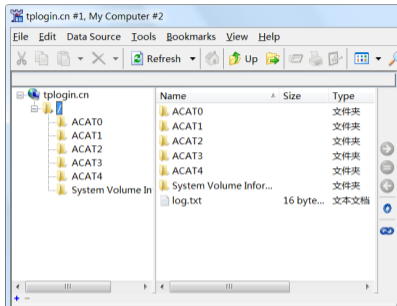 tplogin.cn #1, My Computer #2
File Edit Data Source Tools Bookmarks View Help
Refresh Up
tplogin.cn
/
ACAT0
ACAT1
ACAT2
ACAT3
ACAT4
System Volume In
Name Size Type
ACAT0 文件夹
ACAT1 文件夹
ACAT2 文件夹
ACAT3 文件夹
ACAT4 文件夹
System Volume Infor... 文件夹
log.txt 16 byte... 文本文档